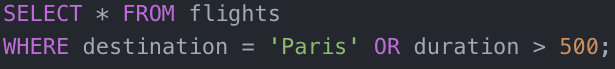 SELECT * FROM flights
WHERE destination = 'Paris' OR duration > 500;